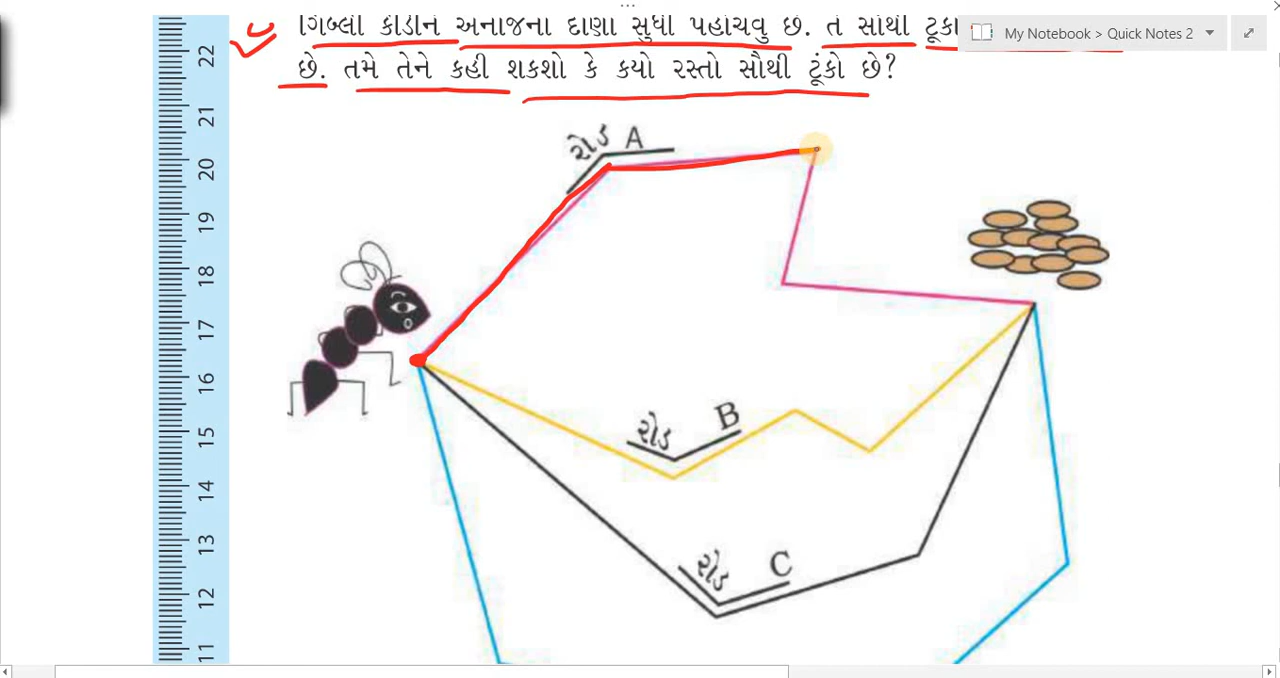 ગિબ્લી કીડીને અનાજના દાણા સુધી પહોંચવું છે. તે સૌથી
My Notebook > Quick Notes 2
છે. તમે તેને કહી શકશો કે કયો રસ્તો સૌથી ટૂંકો છે?
રોડ A
રોડ B
રોડ C
22
21
20
19
18
17
16
15
14
13
12
11